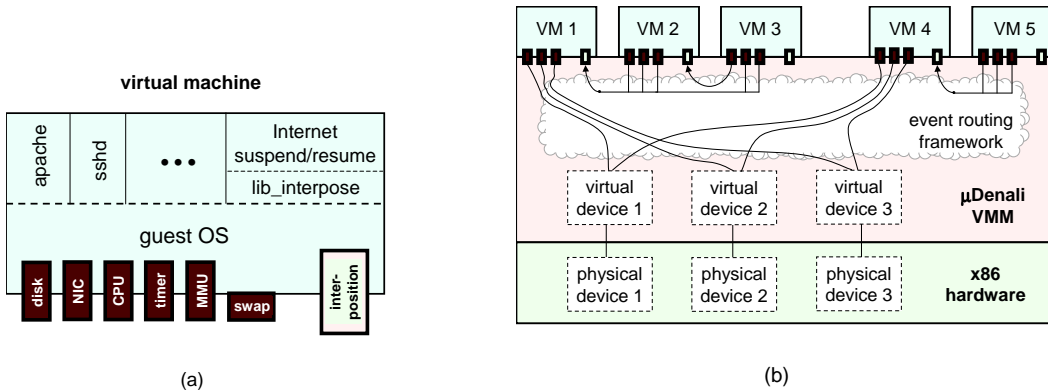 virtual machine
apache
sshd
•••
Internet
suspend/resume
lib_interpose
guest OS
disk
NIC
CPU
timer
MMU
swap
inter-
position
(a)
VM 1
VM 2
VM 3
VM 4
VM 5
event routing
framework
virtual
device 1
virtual
device 2
virtual
device 3
μDenali
VMM
physical
device 1
physical
device 2
physical
device 3
x86
hardware
(b)